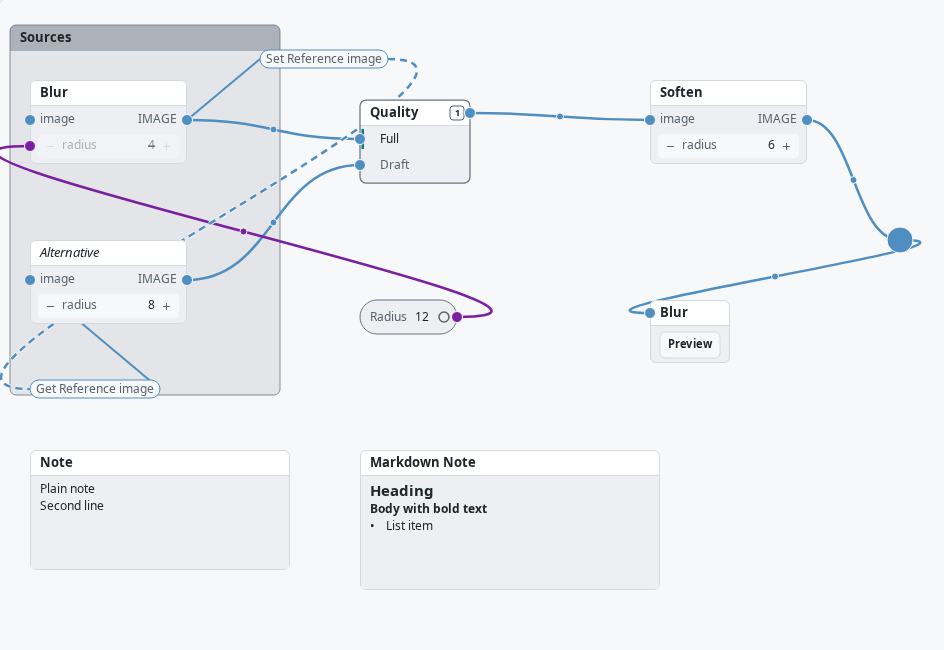 Sources
Set Reference image
Blur
image IMAGE
− radius 4 +
Quality 1
Full
Draft
Soften
image IMAGE
− radius 6 +
Alternative
image IMAGE
− radius 8 +
Get Reference image
Radius 12
Blur
Preview
Note
Plain note
Second line
Markdown Note
Heading
Body with bold text
• List item